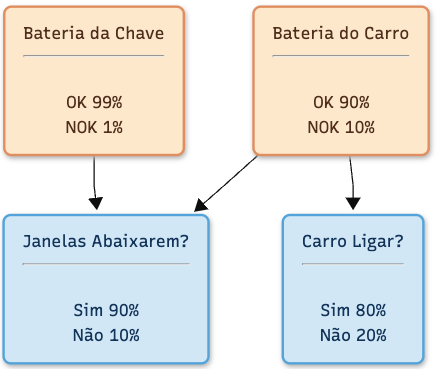 Bateria da Chave
OK 99%
NOK 1%
Bateria do Carro
OK 90%
NOK 10%
Janelas Abaixarem?
Sim 90%
Não 10%
Carro Ligar?
Sim 80%
Não 20%